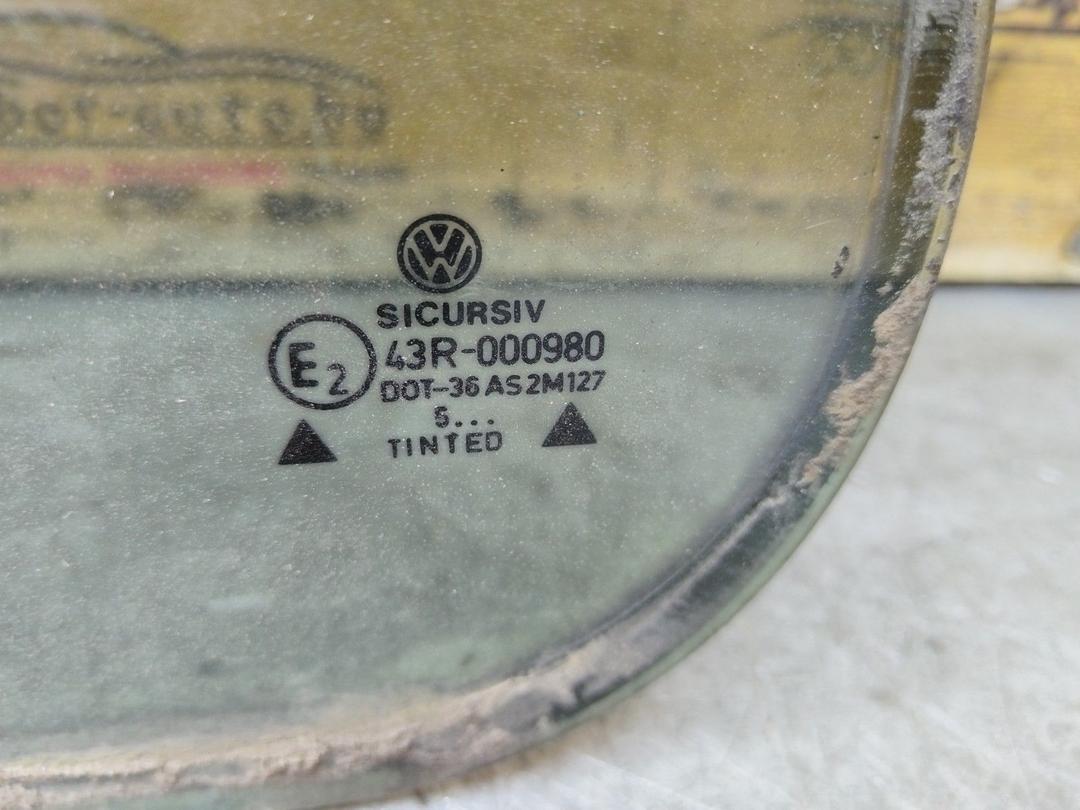 SICURSIV
E2
43R-000980
DOT-36 AS2M127
5...
TINTED